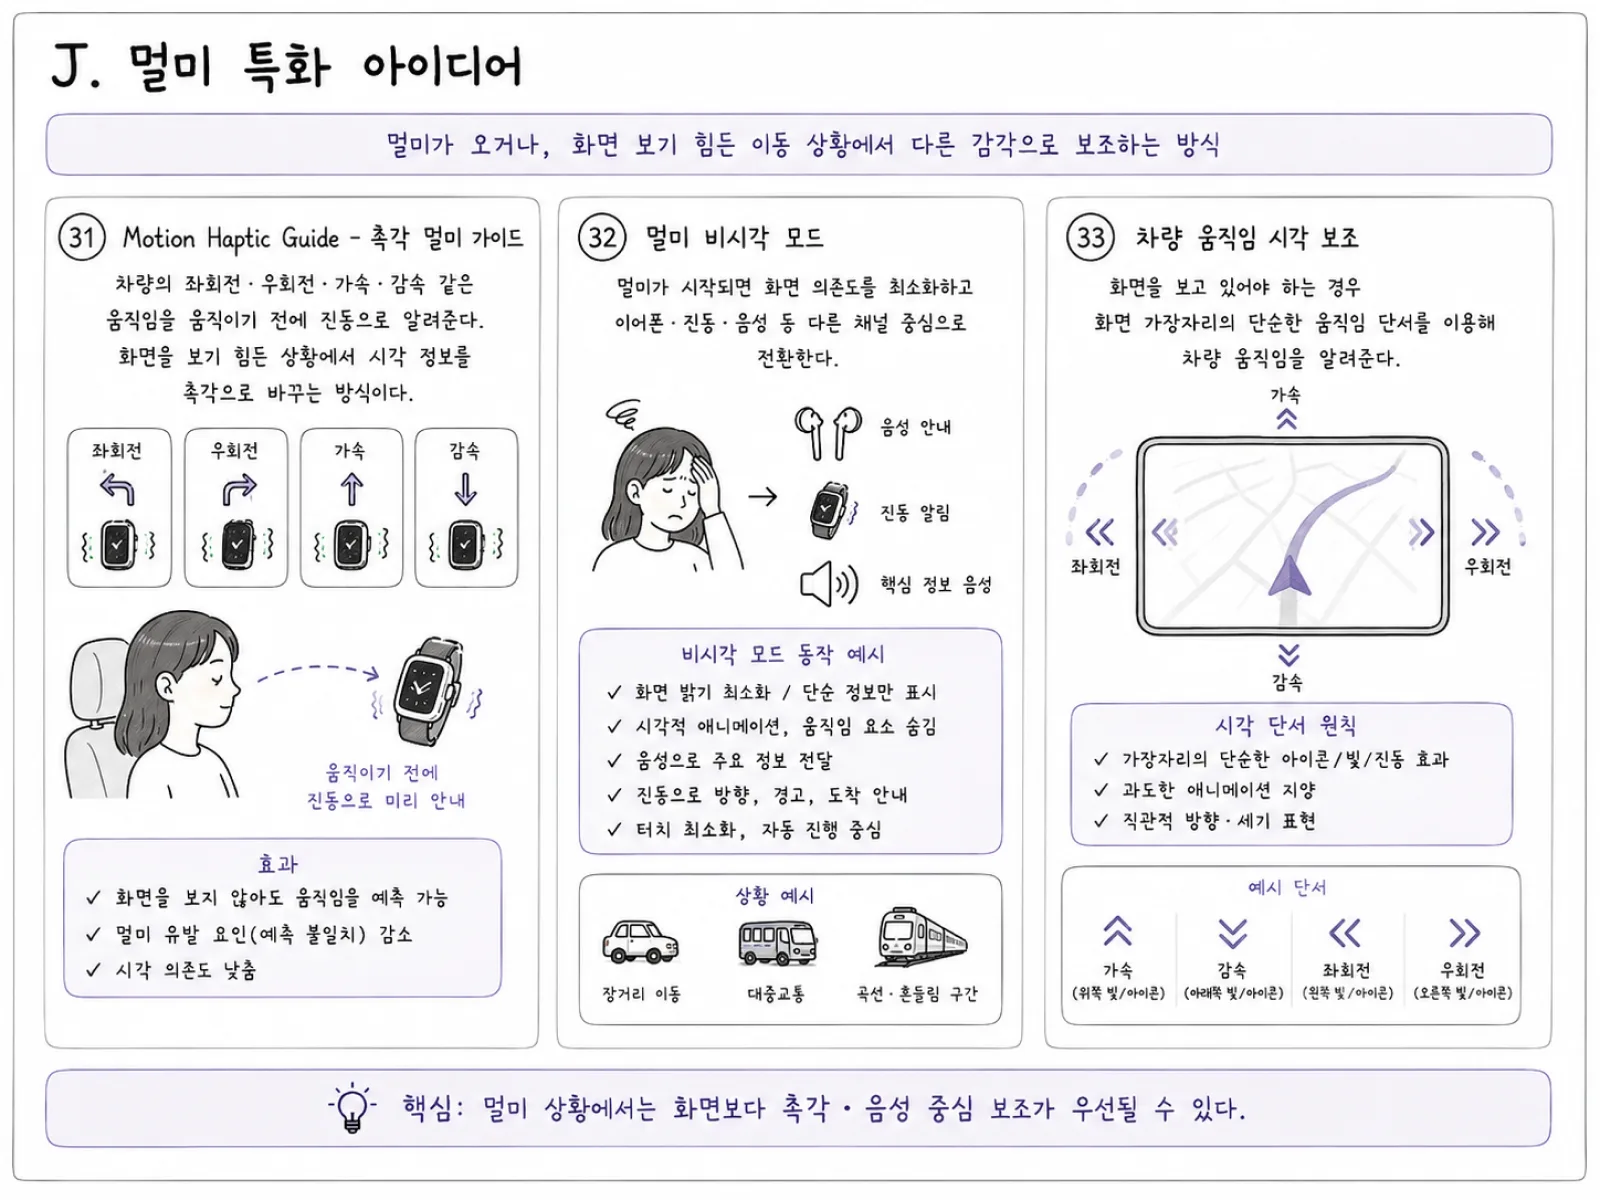 J. 멀미 특화 아이디어
멀미가 오거나, 화면 보기 힘든 이동 상황에서 다른 감각으로 보조하는 방식
31 Motion Haptic Guide - 촉각 멀미 가이드
차량의 좌회전·우회전·가속·감속 같은
움직임을 움직이기 전에 진동으로 알려준다.
화면을 보기 힘든 상황에서 시각 정보를
촉각으로 바꾸는 방식이다.
좌회전
우회전
가속
감속
움직이기 전에
진동으로 미리 안내
효과
✓ 화면을 보지 않아도 움직임을 예측 가능
✓ 멀미 유발 요인(예측 불일치) 감소
✓ 시각 의존도 낮춤
32 멀미 비시각 모드
멀미가 시작되면 화면 의존도를 최소화하고
이어폰·진동·음성 등 다른 채널 중심으로
전환한다.
음성 안내
진동 알림
핵심 정보 음성
비시각 모드 동작 예시
✓ 화면 밝기 최소화 / 단순 정보만 표시
✓ 시각적 애니메이션, 움직임 요소 숨김
✓ 음성으로 주요 정보 전달
✓ 진동으로 방향, 경고, 도착 안내
✓ 터치 최소화, 자동 진행 중심
상황 예시
장거리 이동
대중교통
곡선·흔들림 구간
33 차량 움직임 시각 보조
화면을 보고 있어야 하는 경우
화면 가장자리의 단순한 움직임 단서를 이용해
차량 움직임을 알려준다.
가속
좌회전
우회전
감속
시각 단서 원칙
✓ 가장자리의 단순한 아이콘/빛/진동 효과
✓ 과도한 애니메이션 지양
✓ 직관적 방향·세기 표현
예시 단서
가속
(위쪽 빛/아이콘)
감속
(아래쪽 빛/아이콘)
좌회전
(왼쪽 빛/아이콘)
우회전
(오른쪽 빛/아이콘)
핵심: 멀미 상황에서는 화면보다 촉각·음성 중심 보조가 우선될 수 있다.